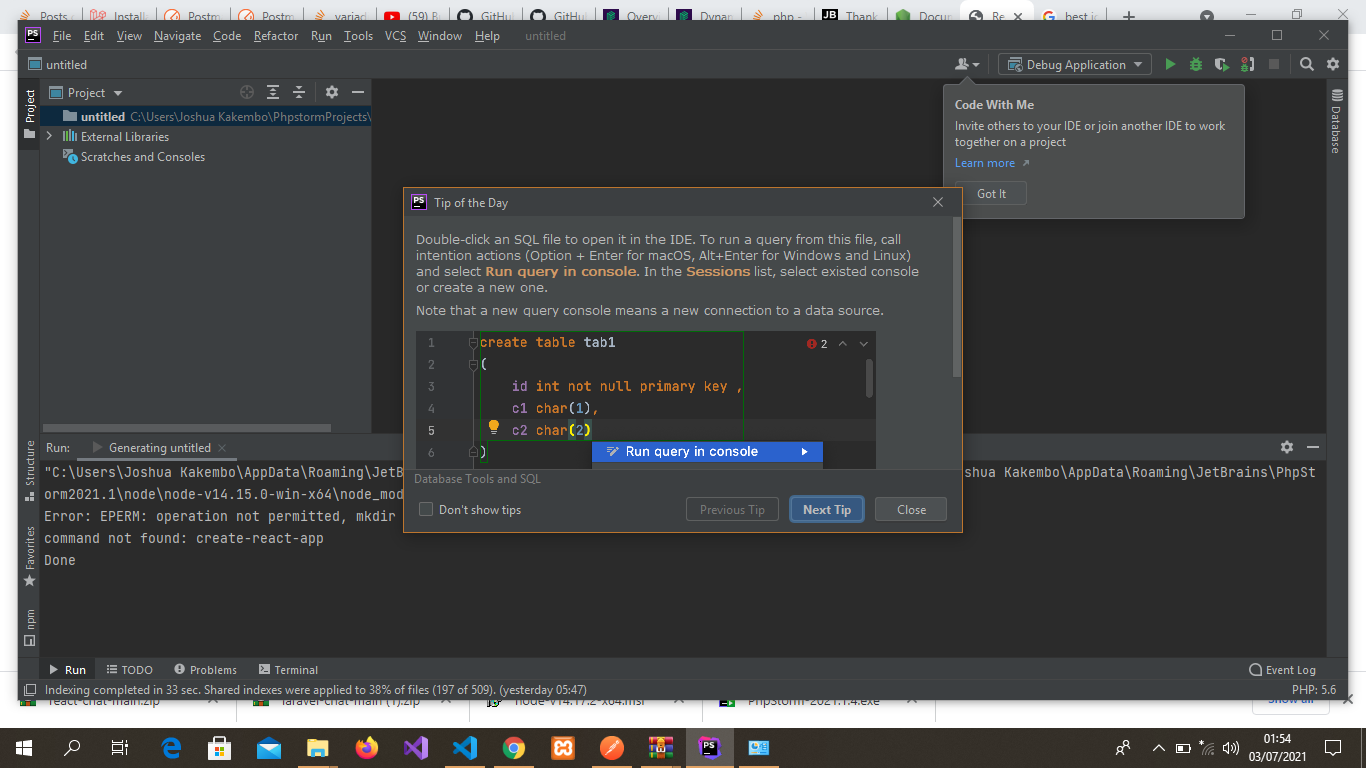 Posts
Install
Postm
Postm
variad
(59) B
GitHub
GitHub
Overv
Dynan
php -
Thank
Docum
Re
best ic
PS
File Edit View Navigate Code Refactor Run Tools VCS Window Help untitled
untitled
Debug Application
Project
Project
untitled C:\Users\Joshua Kakembo\PhpstormProjects\
External Libraries
Scratches and Consoles
Code With Me
Invite others to your IDE or join another IDE to work
together on a project
Learn more
Got It
Database
PS Tip of the Day
Double-click an SQL file to open it in the IDE. To run a query from this file, call
intention actions (Option + Enter for macOS, Alt+Enter for Windows and Linux)
and select Run query in console. In the Sessions list, select existed console
or create a new one.
Note that a new query console means a new connection to a data source.
1 create table tab1
2 (
3 id int not null primary key ,
4 c1 char(1),
5 c2 char(2)
6 )
2
Run query in console
Database Tools and SQL
Don't show tips
Previous Tip
Next Tip
Close
Run: Generating untitled
"C:\Users\Joshua Kakembo\AppData\Roaming\JetB
shua Kakembo\AppData\Roaming\JetBrains\PhpSt
orm2021.1\node\node-v14.15.0-win-x64\node_mod
Error: EPERM: operation not permitted, mkdir
command not found: create-react-app
Done
Structure
Favorites
npm
Run TODO Problems Terminal
Event Log
Indexing completed in 33 sec. Shared indexes were applied to 38% of files (197 of 509). (yesterday 05:47)
PHP: 5.6
react-chat-main.zip
laravel-chat-main (1).zip
node-v14.17.2-x64.msi
PhpStorm-2021.1.4.exe
Show all
01:54
03/07/2021